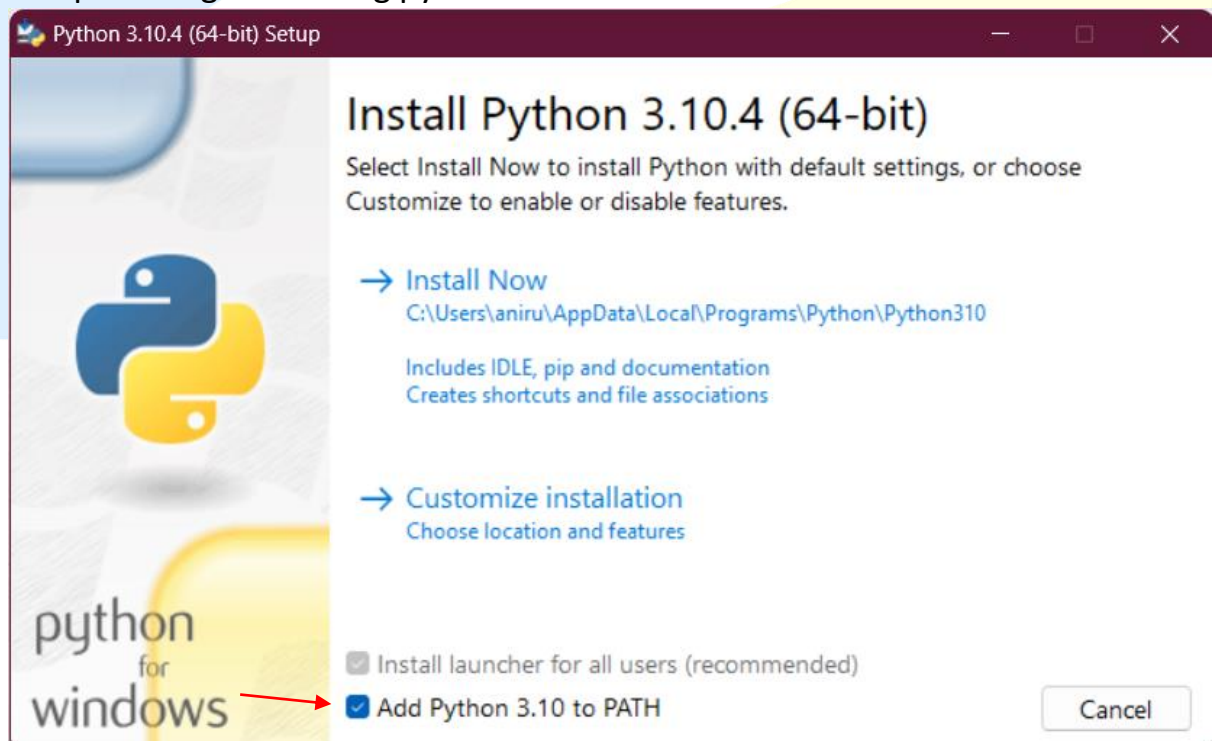 Python 3.10.4 (64-bit) Setup
Install Python 3.10.4 (64-bit)
Select Install Now to install Python with default settings, or choose
Customize to enable or disable features.
Install Now
C:\Users\aniru\AppData\Local\Programs\Python\Python310
Includes IDLE, pip and documentation
Creates shortcuts and file associations
Customize installation
Choose location and features
python
for
windows
Install launcher for all users (recommended)
Add Python 3.10 to PATH
Cancel